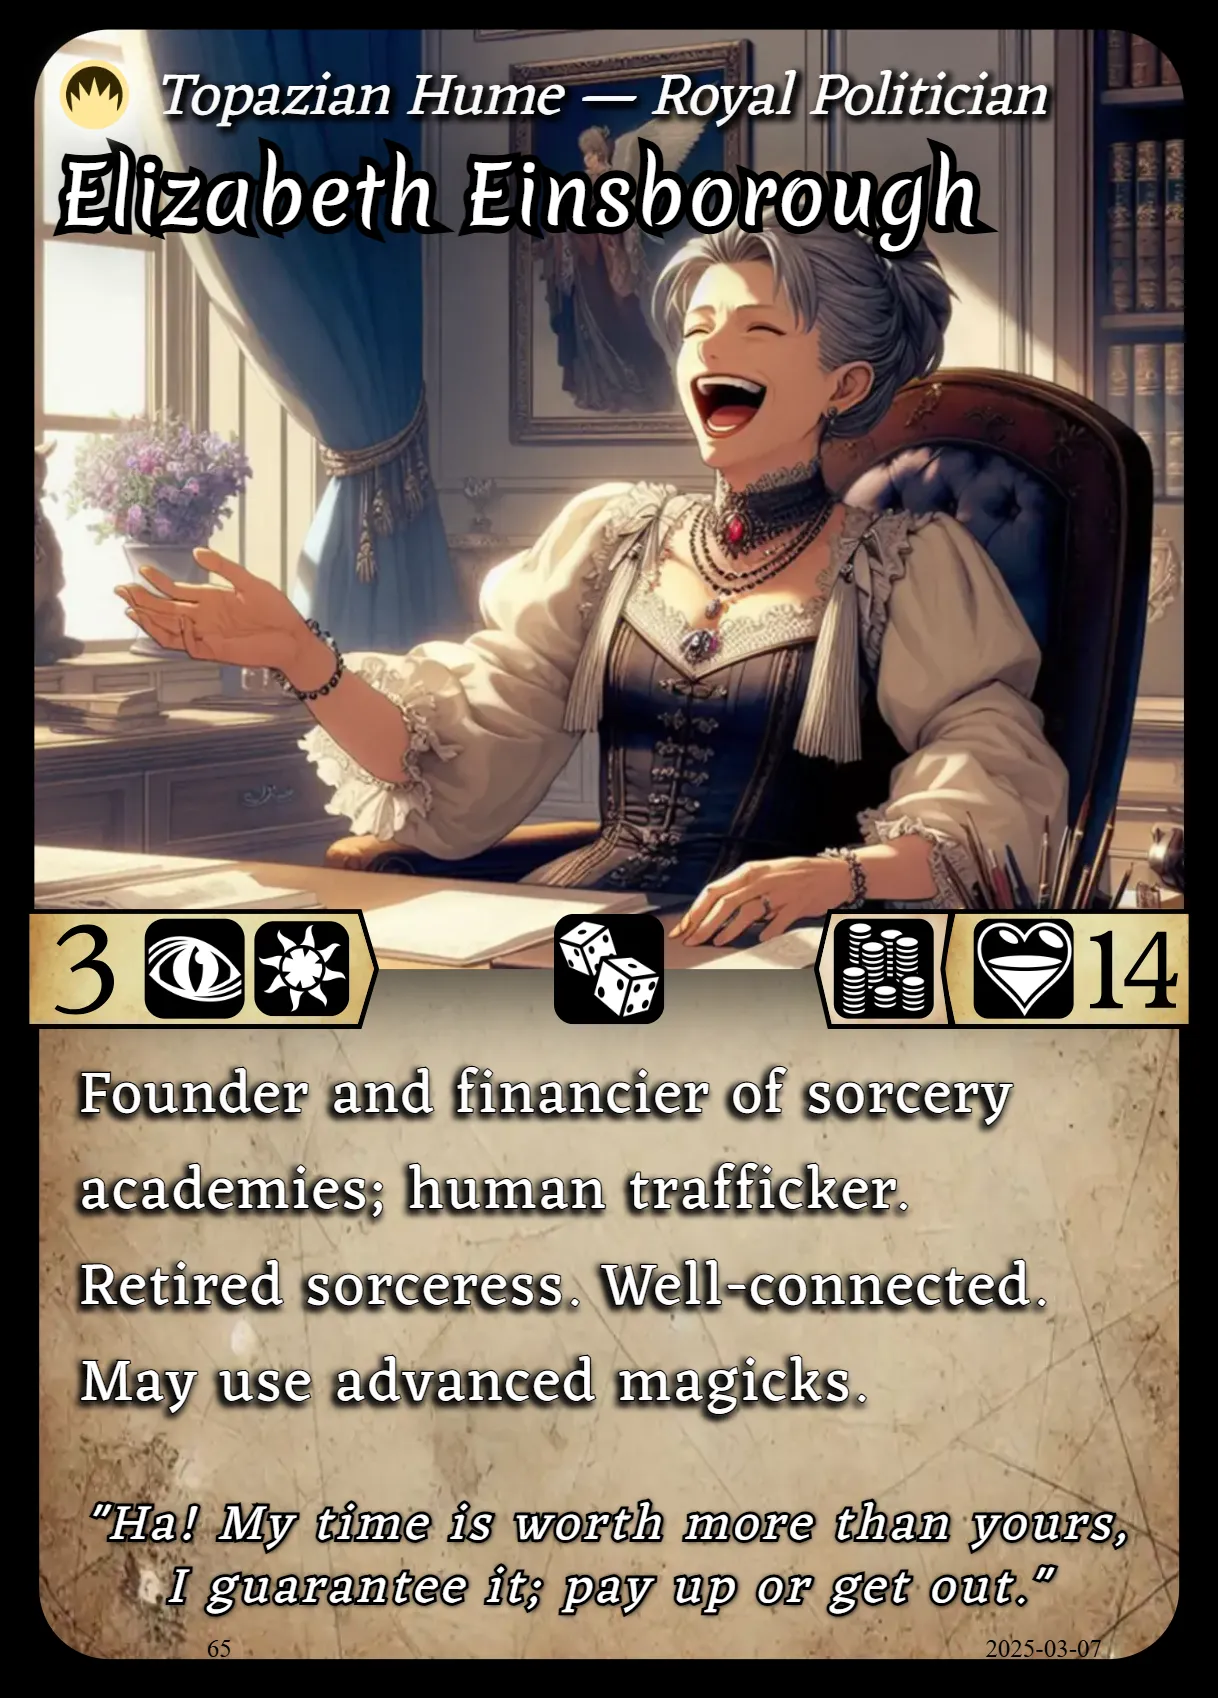 Topazian Hume — Royal Politician
Elizabeth Einsborough
3
14
Founder and financier of sorcery
academies; human trafficker.
Retired sorceress. Well-connected.
May use advanced magicks.
"Ha! My time is worth more than yours,
I guarantee it; pay up or get out."
65
2025-03-07